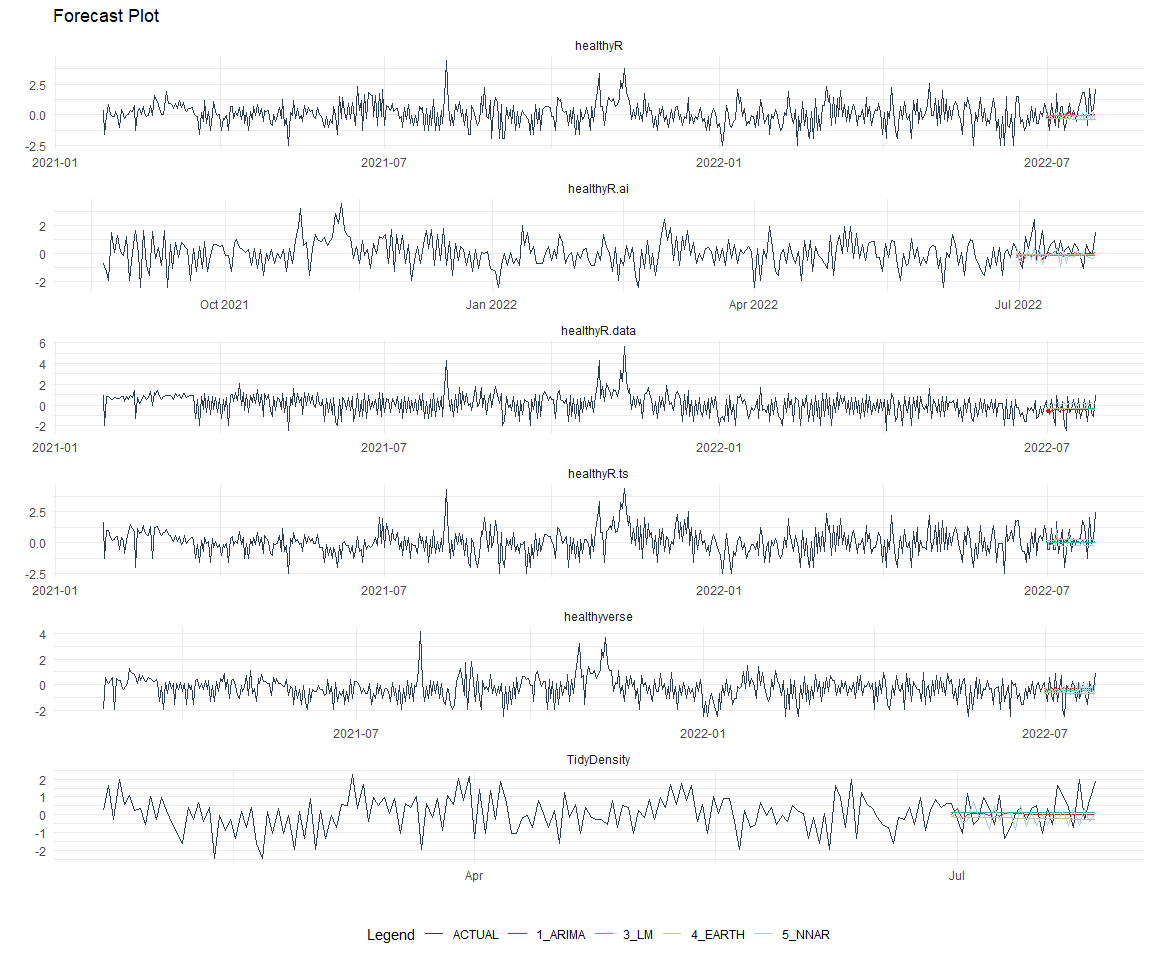 Forecast Plot
healthyR
2.5
0.0
-2.5
2021-01 2021-07 2022-01 2022-07
healthyR.ai
2
0
-2
Oct 2021 Jan 2022 Apr 2022 Jul 2022
healthyR.data
6
4
2
0
-2
2021-01 2021-07 2022-01 2022-07
healthyR.ts
2.5
0.0
-2.5
2021-01 2021-07 2022-01 2022-07
healthyverse
4
2
0
-2
2021-07 2022-01 2022-07
TidyDensity
2
1
0
-1
-2
Apr Jul
Legend ACTUAL 1_ARIMA 3_LM 4_EARTH 5_NNAR